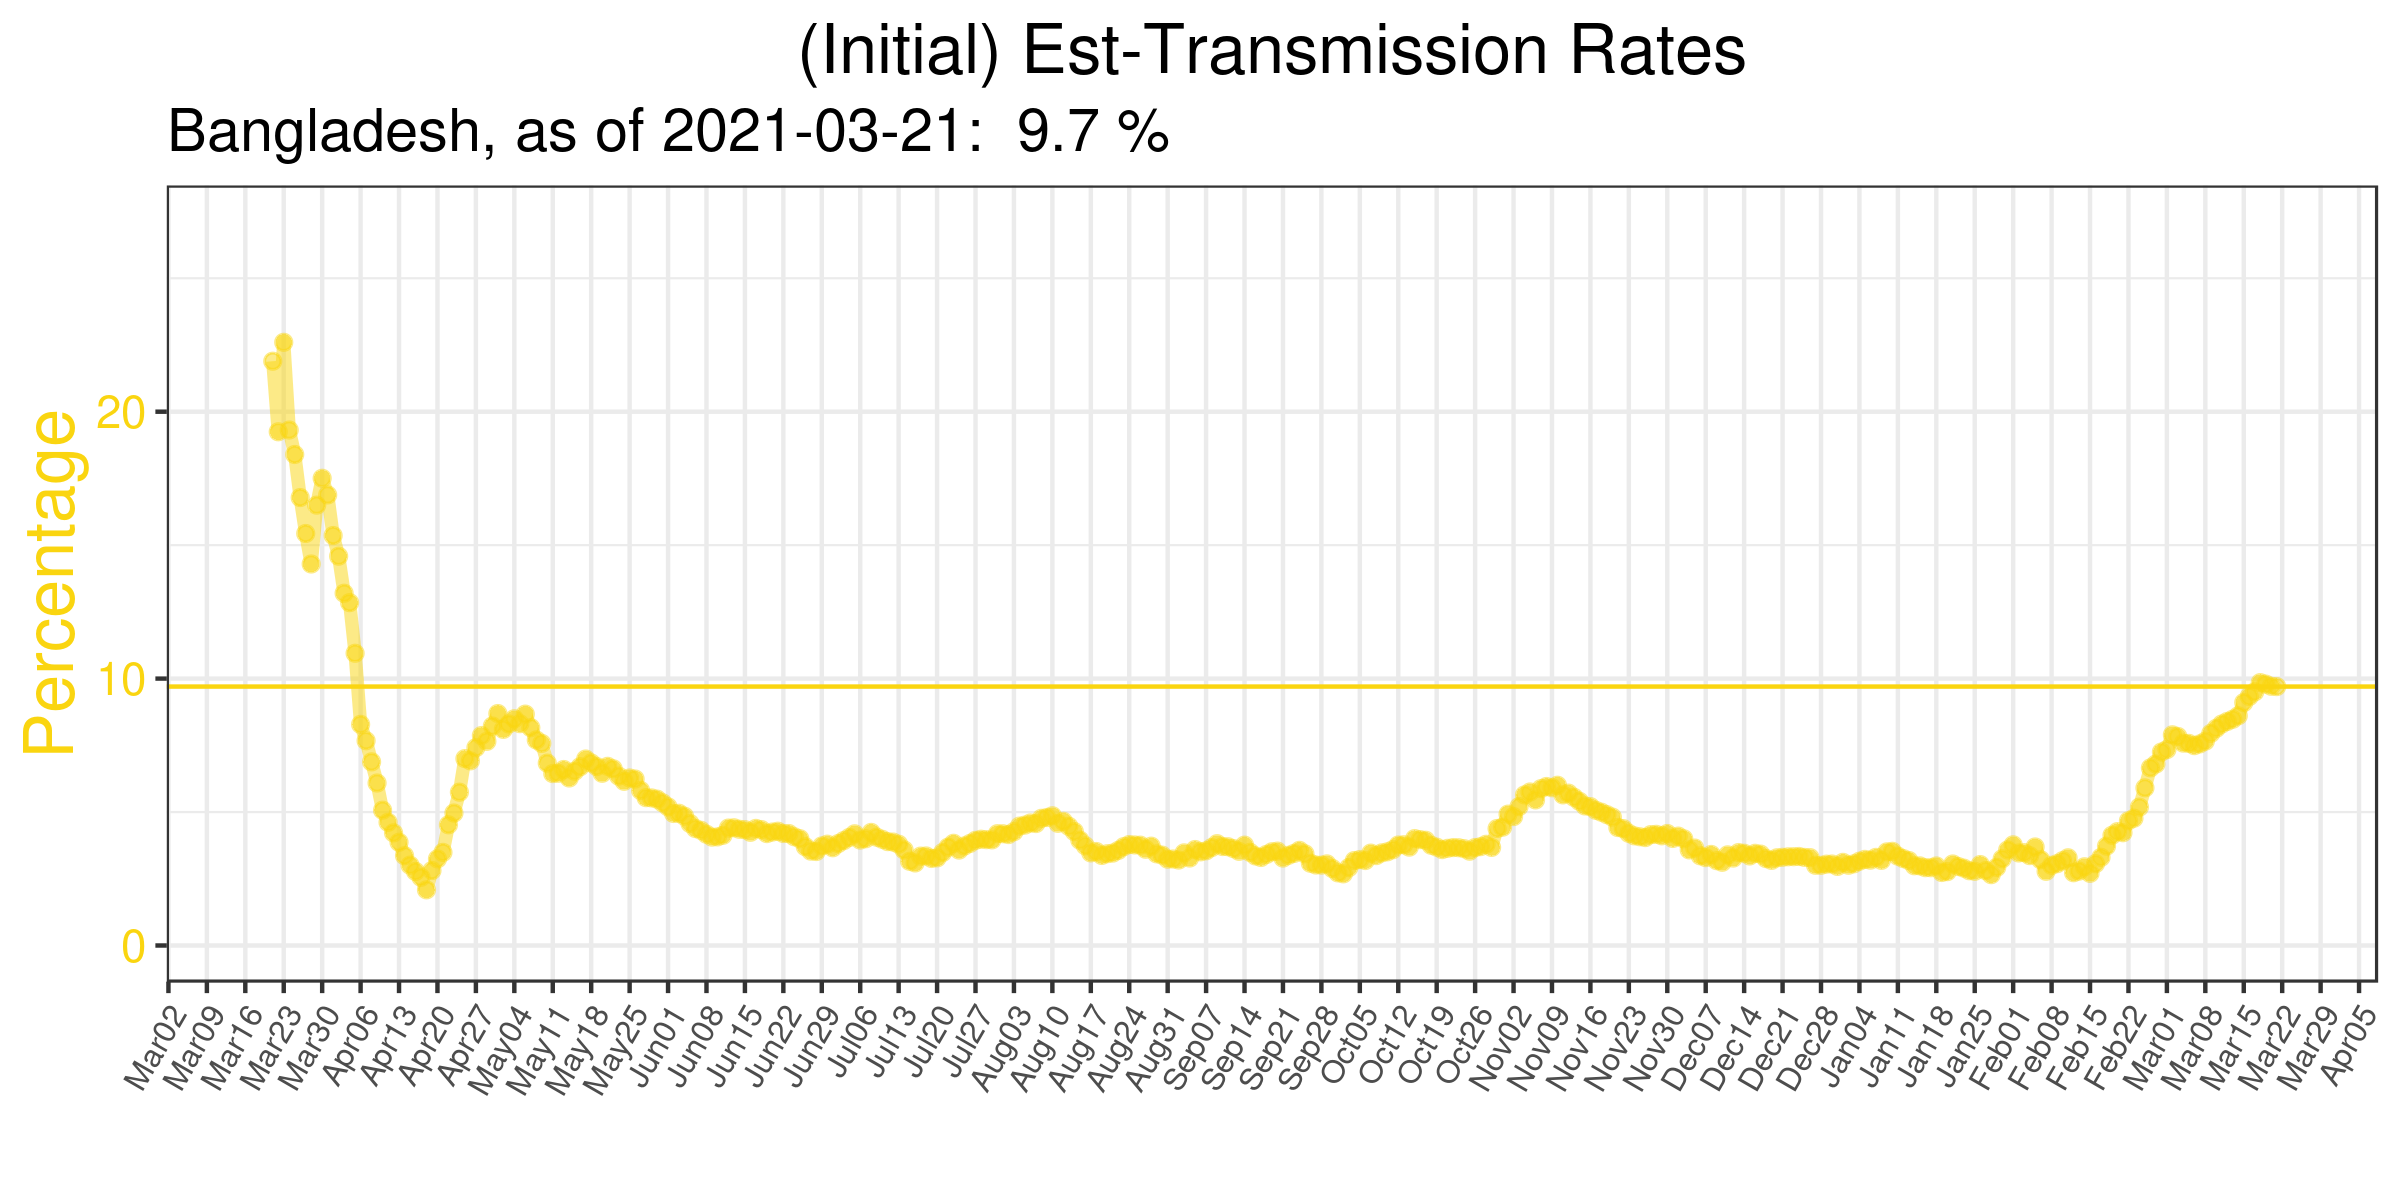 (Initial) Est-Transmission Rates
Bangladesh, as of 2021-03-21:  9.7 %
Percentage
20
10
0
Mar02
Mar09
Mar16
Mar23
Mar30
Apr06
Apr13
Apr20
Apr27
May04
May11
May18
May25
Jun01
Jun08
Jun15
Jun22
Jun29
Jul06
Jul13
Jul20
Jul27
Aug03
Aug10
Aug17
Aug24
Aug31
Sep07
Sep14
Sep21
Sep28
Oct05
Oct12
Oct19
Oct26
Nov02
Nov09
Nov16
Nov23
Nov30
Dec07
Dec14
Dec21
Dec28
Jan04
Jan11
Jan18
Jan25
Feb01
Feb08
Feb15
Feb22
Mar01
Mar08
Mar15
Mar22
Mar29
Apr05